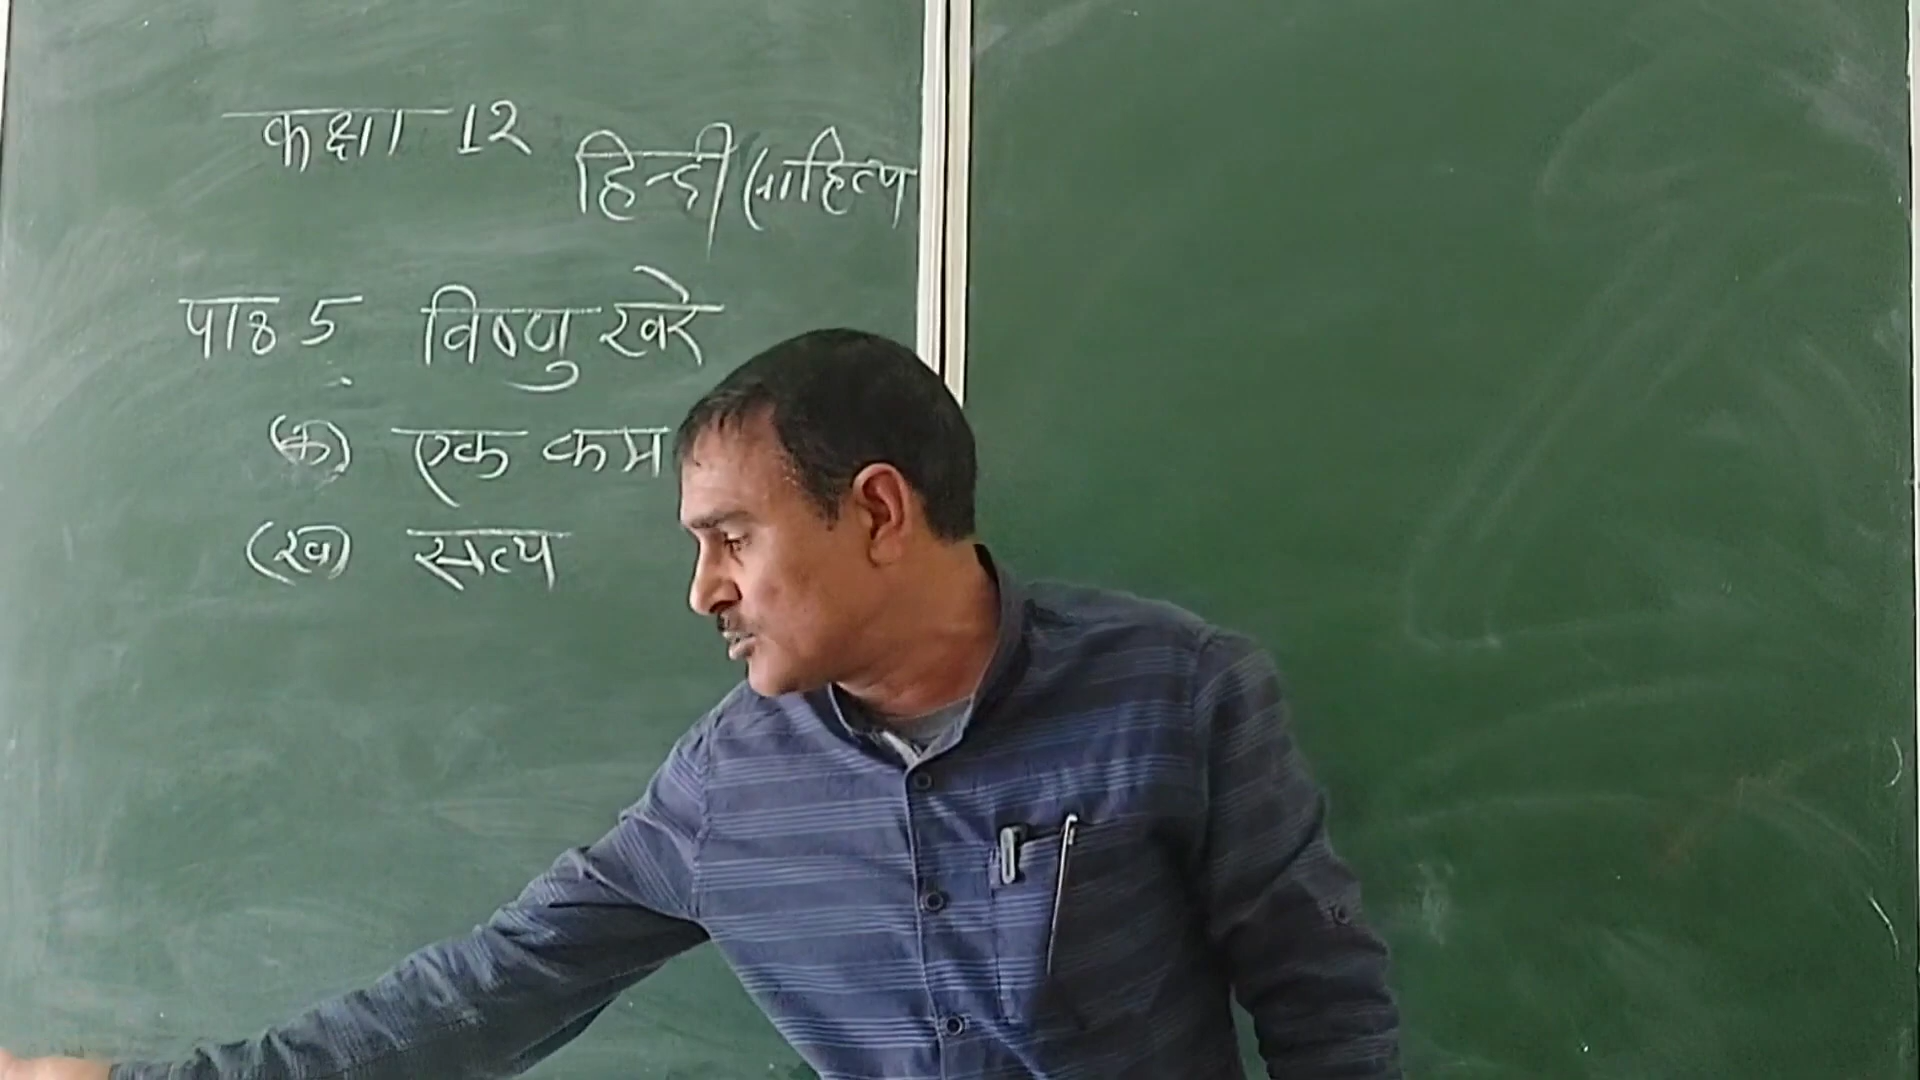 कक्षा 12
हिन्दी साहित्य
पाठ 5 विष्णु खरे
(क) एक कम
(ख) सत्य